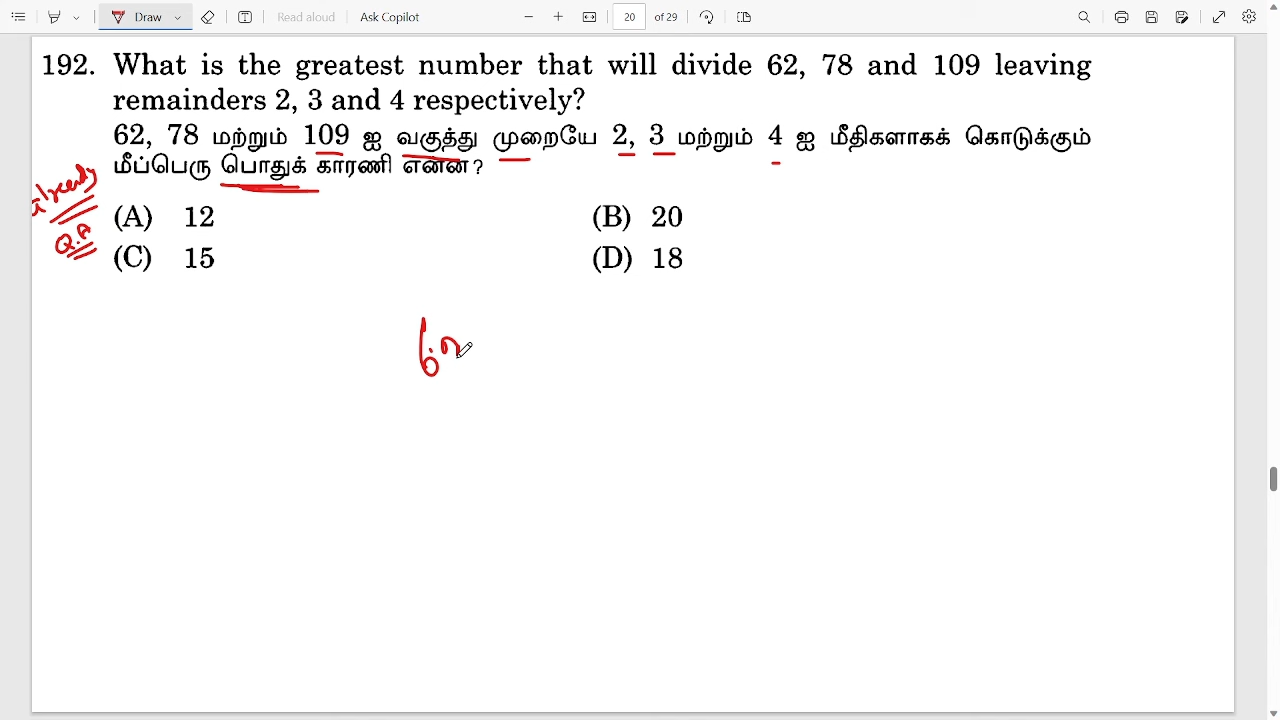 Draw
Read aloud
Ask Copilot
20
of 29
192. What is the greatest number that will divide 62, 78 and 109 leaving
remainders 2, 3 and 4 respectively?
62, 78 மற்றும் 109 ஐ வகுத்து முறையே 2, 3 மற்றும் 4 ஐ மீதிகளாகக் கொடுக்கும்
மீப்பெரு பொதுக் காரணி என்ன?
already
Q.A
(A) 12
(B) 20
(C) 15
(D) 18